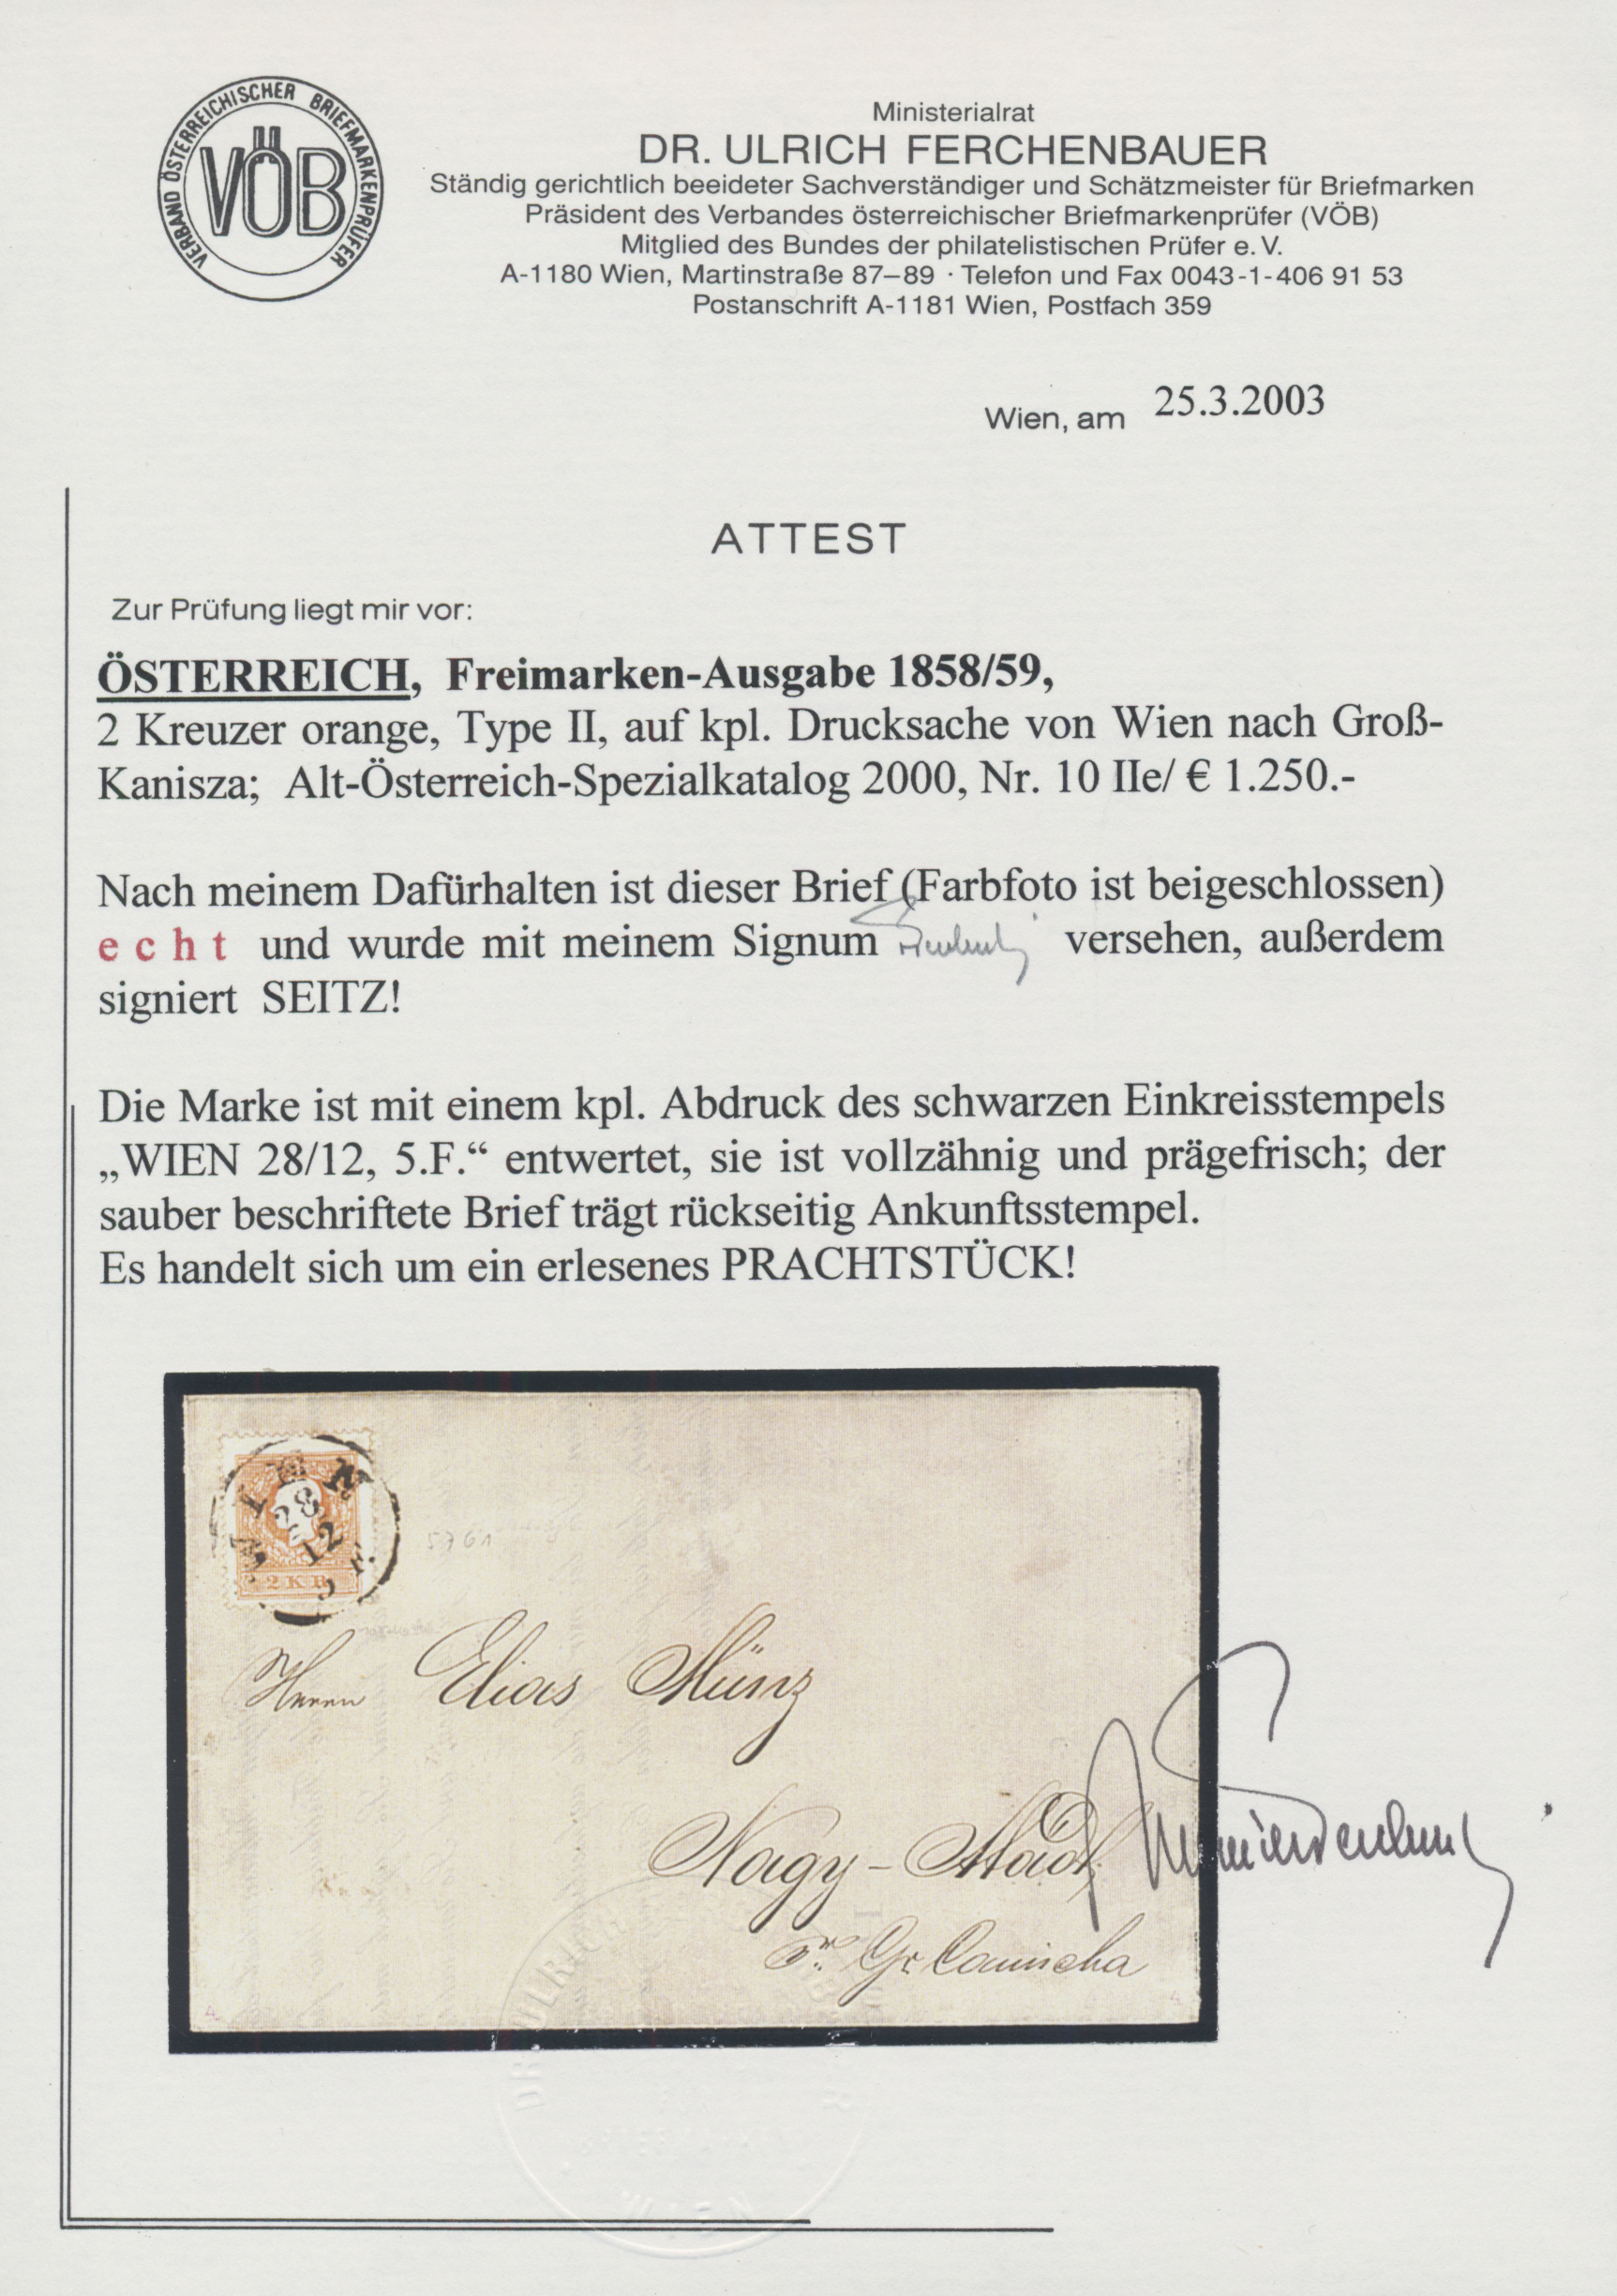 VERBAND ÖSTERREICHISCHER BRIEFMARKENPRÜFER
VÖB
Ministerialrat
DR. ULRICH FERCHENBAUER
Ständig gerichtlich beeideter Sachverständiger und Schätzmeister für Briefmarken
Präsident des Verbandes österreichischer Briefmarkenprüfer (VÖB)
Mitglied des Bundes der philatelistischen Prüfer e. V.
A-1180 Wien, Martinstraße 87–89 · Telefon und Fax 0043-1-406 91 53
Postanschrift A-1181 Wien, Postfach 359
Wien, am 25.3.2003
ATTEST
Zur Prüfung liegt mir vor:
ÖSTERREICH, Freimarken-Ausgabe 1858/59,
2 Kreuzer orange, Type II, auf kpl. Drucksache von Wien nach Groß-
Kanisza; Alt-Österreich-Spezialkatalog 2000, Nr. 10 IIe/ € 1.250.-
Nach meinem Dafürhalten ist dieser Brief (Farbfoto ist beigeschlossen)
e c h t und wurde mit meinem Signum versehen, außerdem
signiert SEITZ!
Die Marke ist mit einem kpl. Abdruck des schwarzen Einkreisstempels
„WIEN 28/12, 5.F.“ entwertet, sie ist vollzähnig und prägefrisch; der
sauber beschriftete Brief trägt rückseitig Ankunftsstempel.
Es handelt sich um ein erlesenes PRACHTSTÜCK!
WIEN
28
12
2 KR
5761
Herrn Elias Münz
Nagy-
DR. ULRICH
WIEN